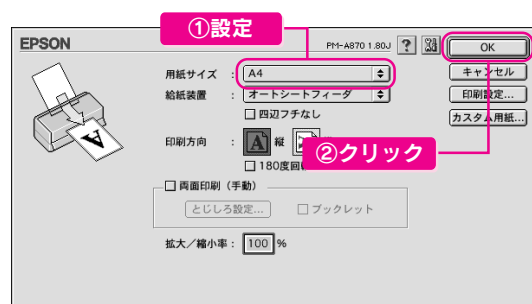 ①設定
EPSON
PM-A870 1.80J
?
OK
用紙サイズ : A4
キャンセル
給紙装置 : オートシートフィーダ
印刷設定...
四辺フチなし
カスタム用紙...
印刷方向 : A 縦
②クリック
180度回
両面印刷(手動)
とじしろ設定... ブックレット
拡大/縮小率: 100 %